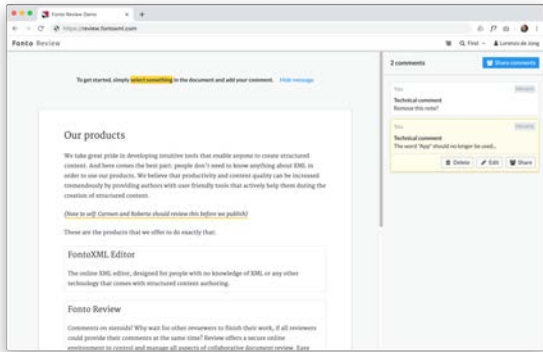 Fonto Review Demo
https://review.fontoxml.com
Fonto Review
Find
Lorenzo de Jong
To get started, simply select something in the document and add your comment. Hide message
2 comments
Share comments
You
PRIVATE
Technical comment
Remove this note?
You
PRIVATE
Technical comment
The word 'App' should no longer be used...
Delete
Edit
Share
Our products
We take great pride in developing intuitive tools that enable anyone to create structured
content. And here comes the best part: people don't need to know anything about XML in
order to use our products. We believe that productivity and content quality can be increased
tremendously by providing authors with user friendly tools that actively help them during the
creation of structured content.
(Note to self: Carmen and Roberto should review this before we publish)
These are the products that we offer to do exactly that:
FontoXML Editor
The online XML editor, designed for people with no knowledge of XML or any other
technology that comes with structured content authoring.
Fonto Review
Comments on steroids! Why wait for other reviewers to finish their work, if all reviewers
could provide their comments at the same time? Review offers a secure online
environment to control and manage all aspects of collaborative document review. Easy